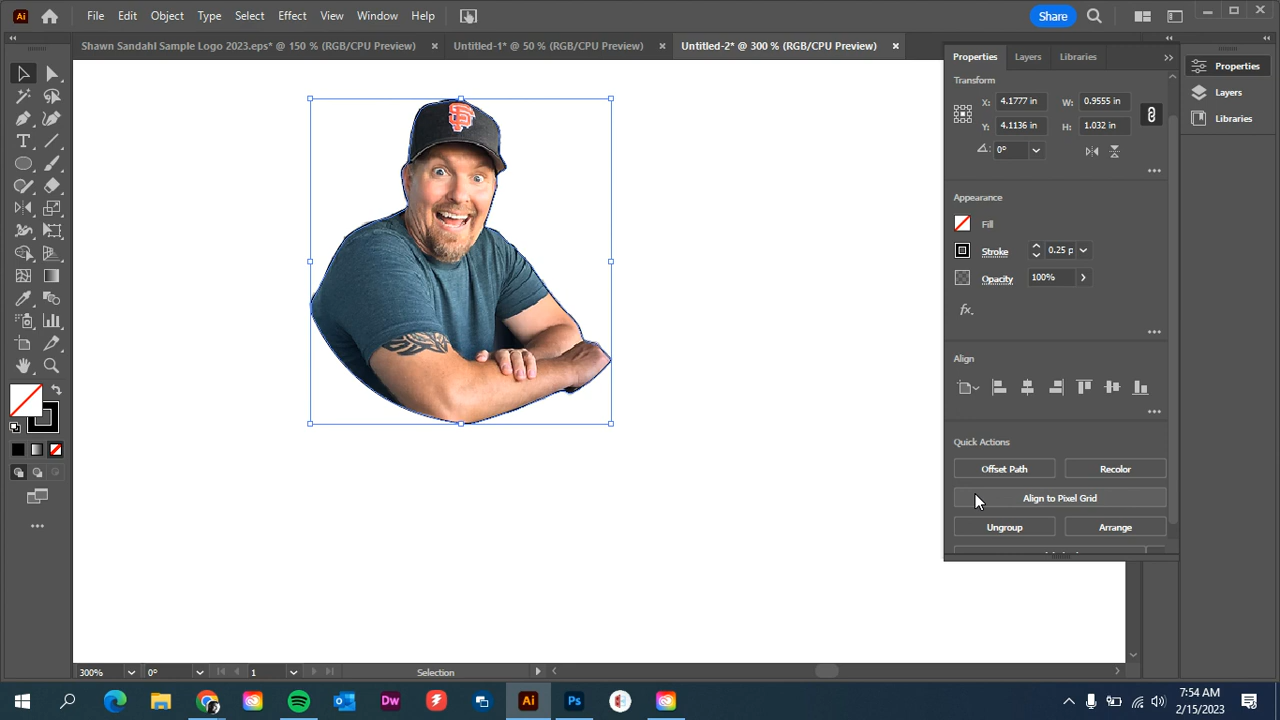 Ai File Edit Object Type Select Effect View Window Help Share
Shawn Sandahl Sample Logo 2023.eps* @ 150 % (RGB/CPU Preview) × Untitled-1* @ 50 % (RGB/CPU Preview) × Untitled-2* @ 300 % (RGB/CPU Preview) ×
Properties Layers Libraries
Properties
Transform
Layers
X: 4.1777 in W: 0.9555 in
Libraries
Y: 4.1136 in H: 1.032 in
0°
SF
Appearance
Fill
Stroke 0.25 p
Opacity 100%
fx.
Align
Quick Actions
Offset Path Recolor
Align to Pixel Grid
Ungroup Arrange
300% 0° 1 Selection
Dw Ai Ps
7:54 AM
2/15/2023